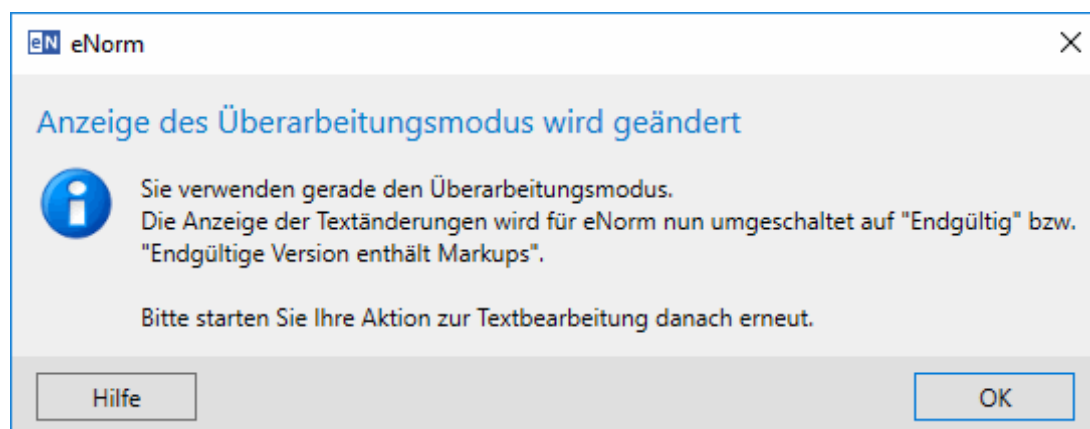 eN eNorm
Anzeige des Überarbeitungsmodus wird geändert
Sie verwenden gerade den Überarbeitungsmodus.
Die Anzeige der Textänderungen wird für eNorm nun umgeschaltet auf "Endgültig" bzw.
"Endgültige Version enthält Markups".
Bitte starten Sie Ihre Aktion zur Textbearbeitung danach erneut.
Hilfe OK